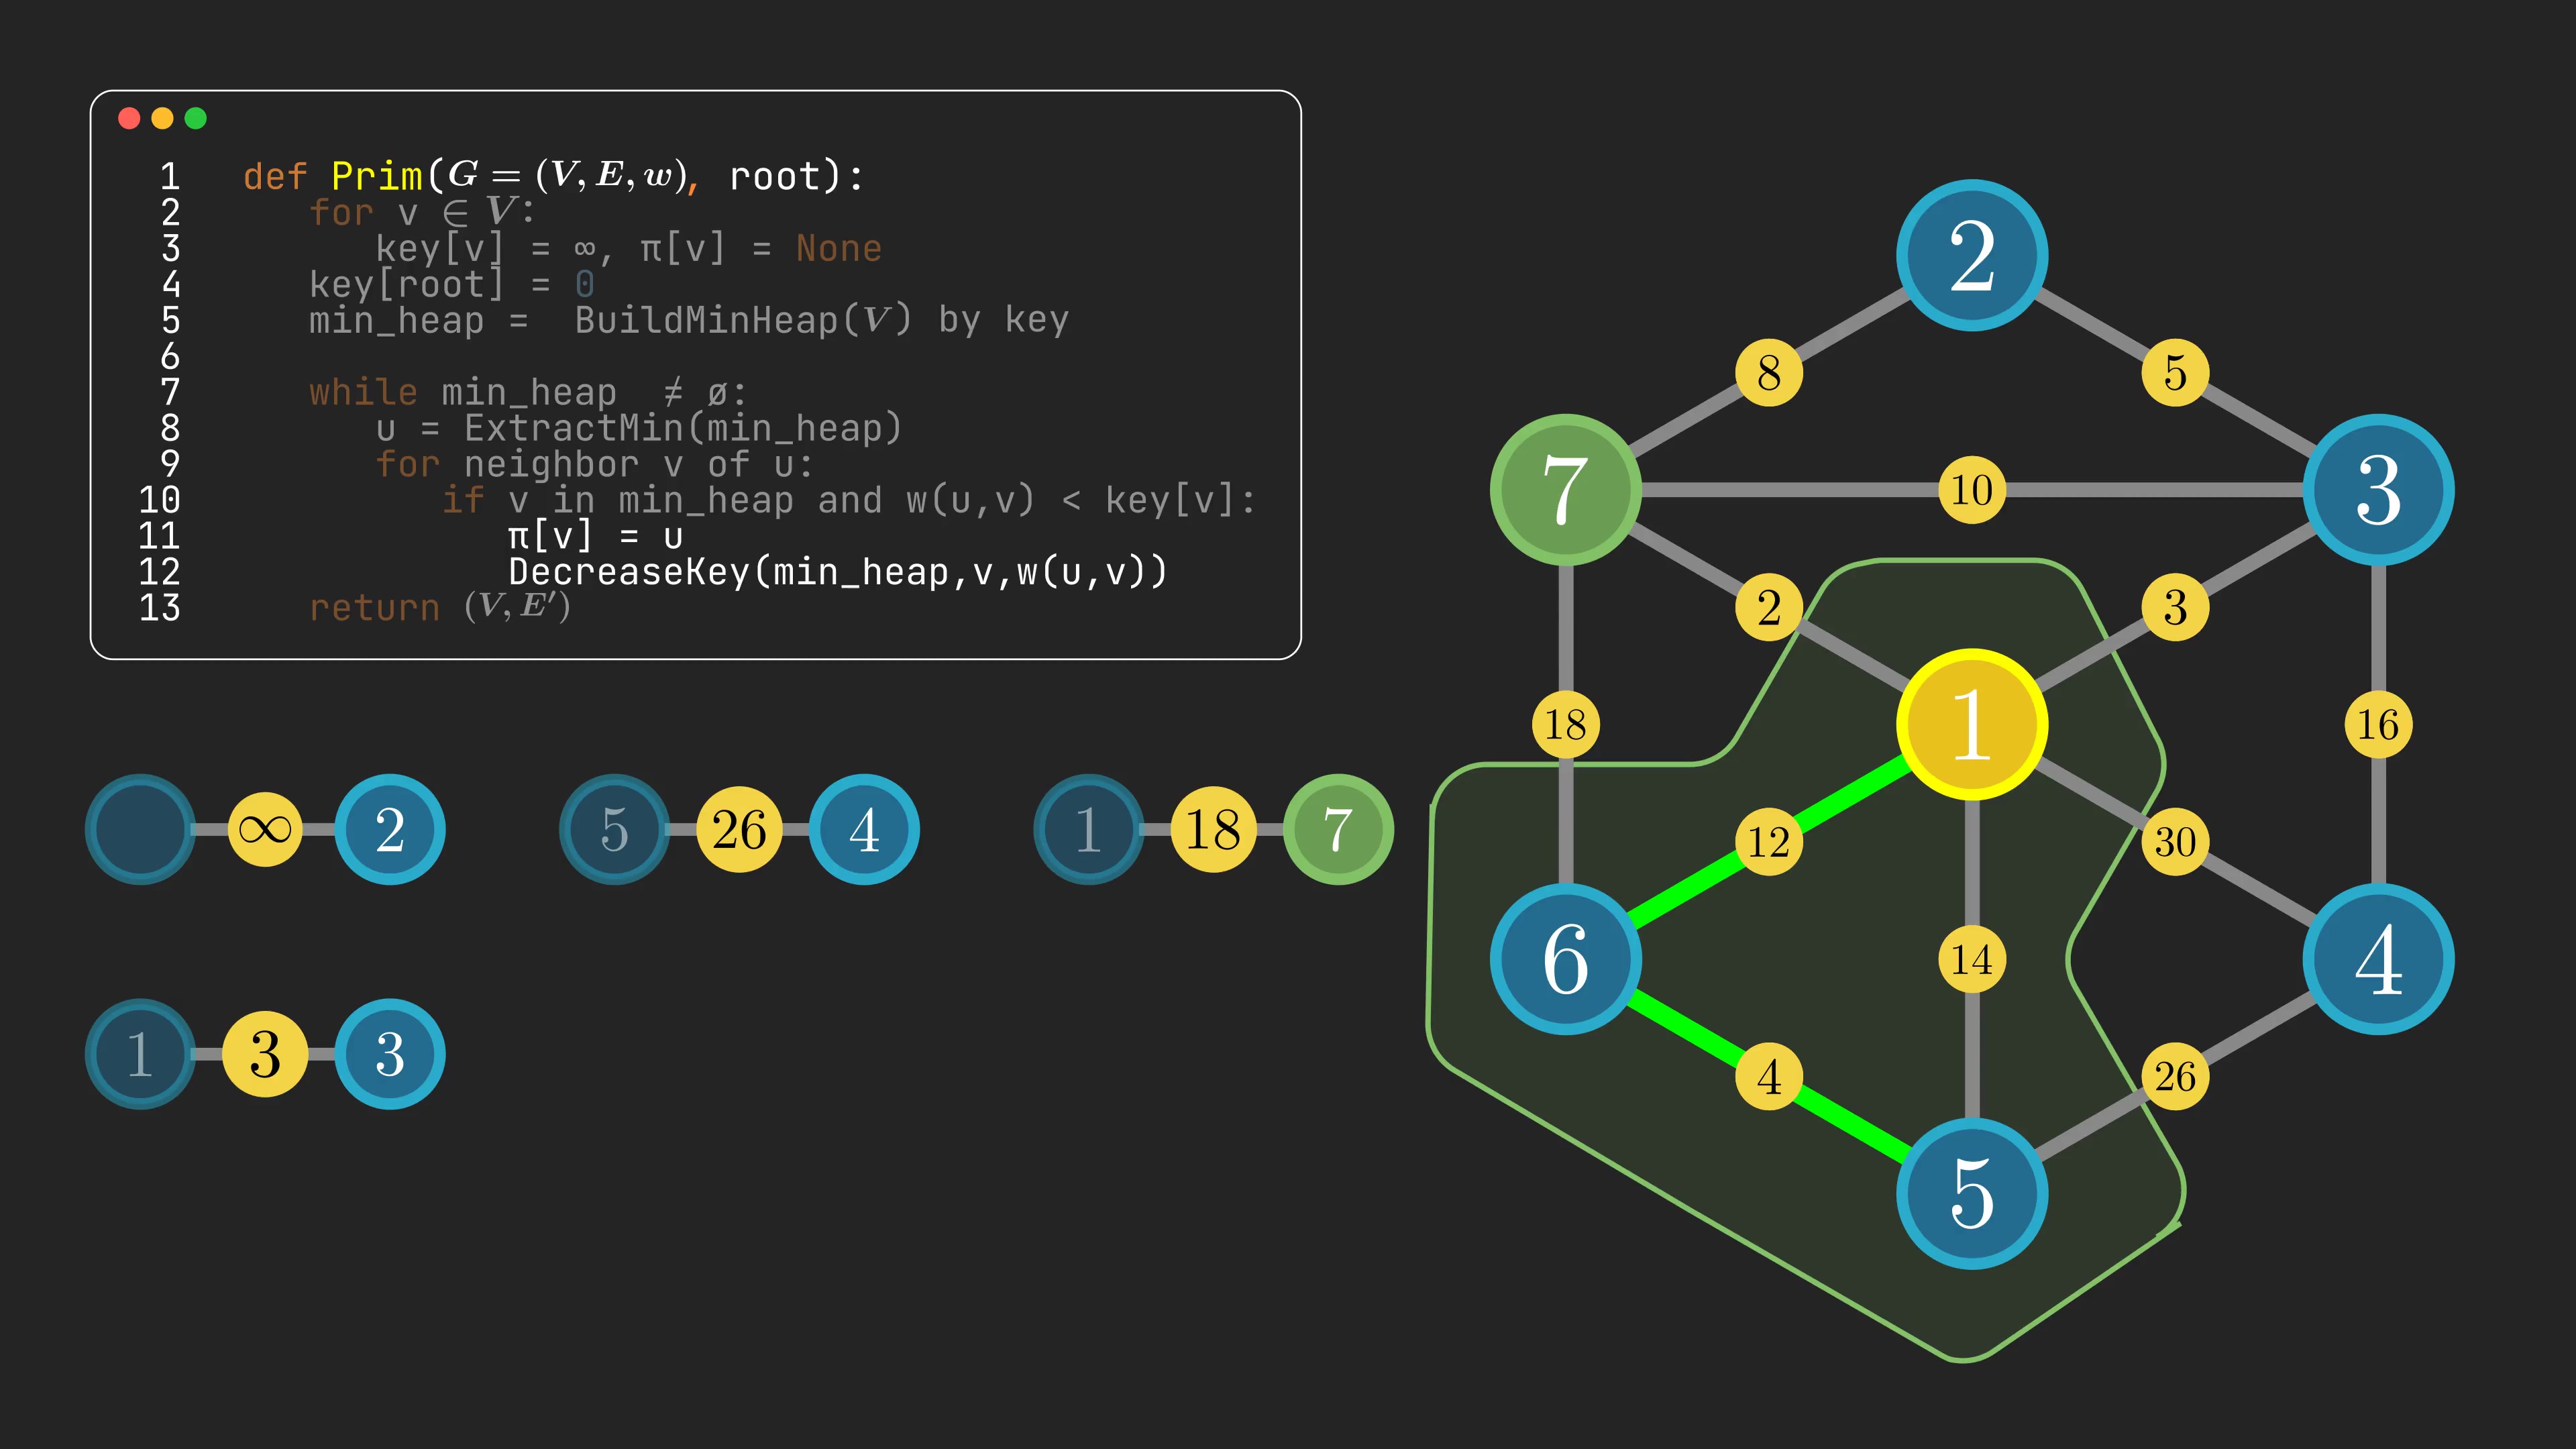 1 def Prim(G = (V, E, w), root):
2 for v ∈ V:
3 key[v] = ∞, π[v] = None
4 key[root] = 0
5 min_heap = BuildMinHeap(V) by key
6
7 while min_heap ≠ ø:
8 u = ExtractMin(min_heap)
9 for neighbor v of u:
10 if v in min_heap and w(u,v) < key[v]:
11 π[v] = u
12 DecreaseKey(min_heap,v,w(u,v))
13 return (V, E′)
∞ 2
5 26 4
1 18 7
1 3 3
2
8 5
7 10 3
2 3
18 1 16
12 30
6 14 4
4 26
5